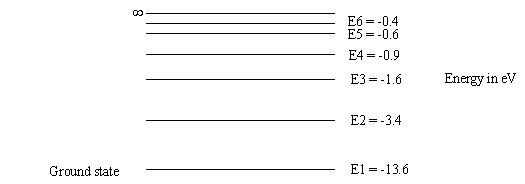 ∞
E6 = -0.4
E5 = -0.6
E4 = -0.9
E3 = -1.6 Energy in eV
E2 = -3.4
Ground state E1 = -13.6